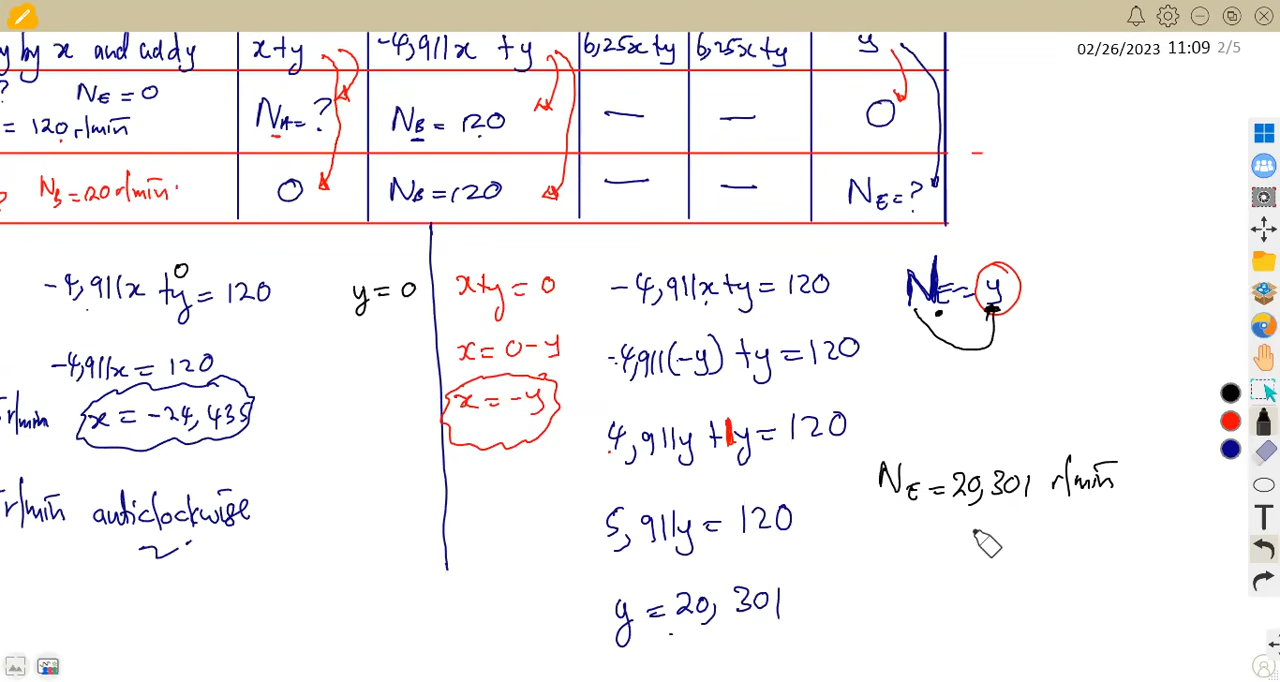 02/26/2023 11:09 2/5
y by x and add y x+y -4,911x + y 6,25x+y 6,25x+y y
? NE=0
= 120 r/min NA=? NB = 120 — — 0
? NB=120 r/min 0 NB=120 — — NE=?
-4,911x + y = 120 0 y=0
x+y=0 -4,911x+y=120 NE=y
-4,911x = 120 x=0-y -4,911(-y) +y=120
r/min x=-24,435 x=-y
4,911y +1y=120
NE=20,301 r/min
r/min anticlockwise 5,911y=120
y=20,301
T